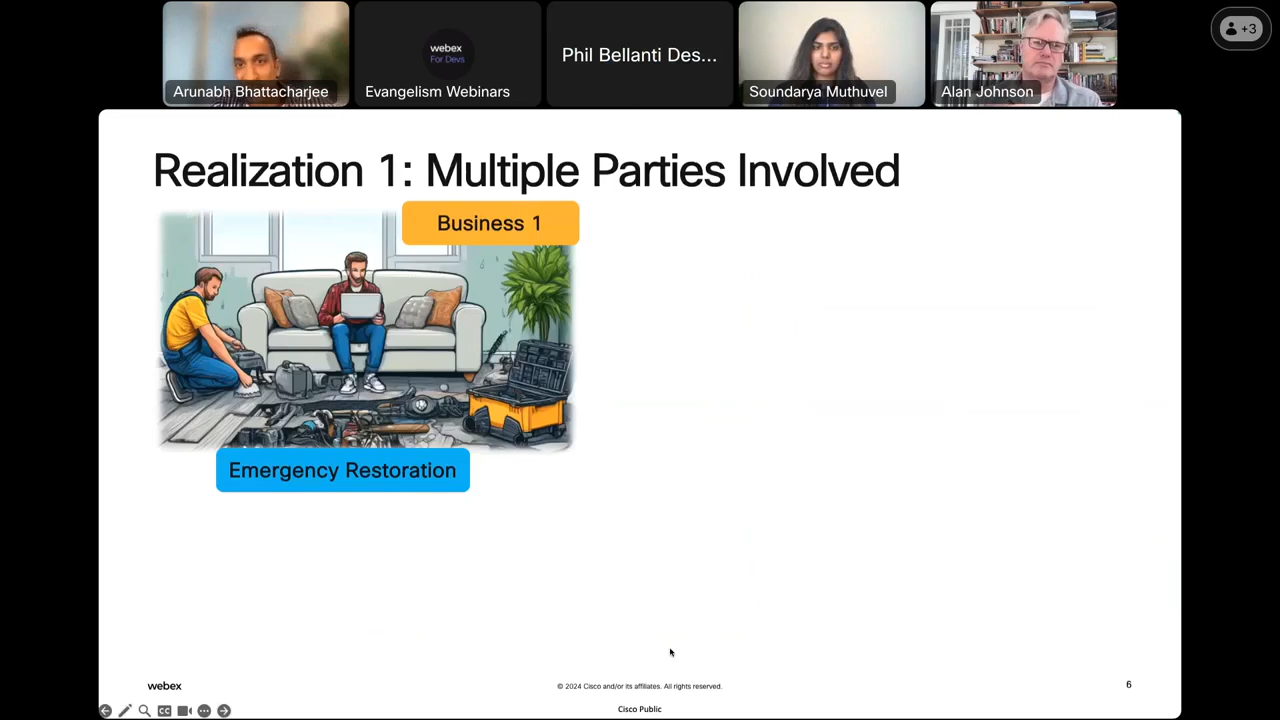 webex
For Devs
Phil Bellanti Des...
+3
Arunabh Bhattacharjee
Evangelism Webinars
Soundarya Muthuvel
Alan Johnson
Realization 1: Multiple Parties Involved
Business 1
Emergency Restoration
webex
© 2024 Cisco and/or its affiliates. All rights reserved.
6
CC
Cisco Public